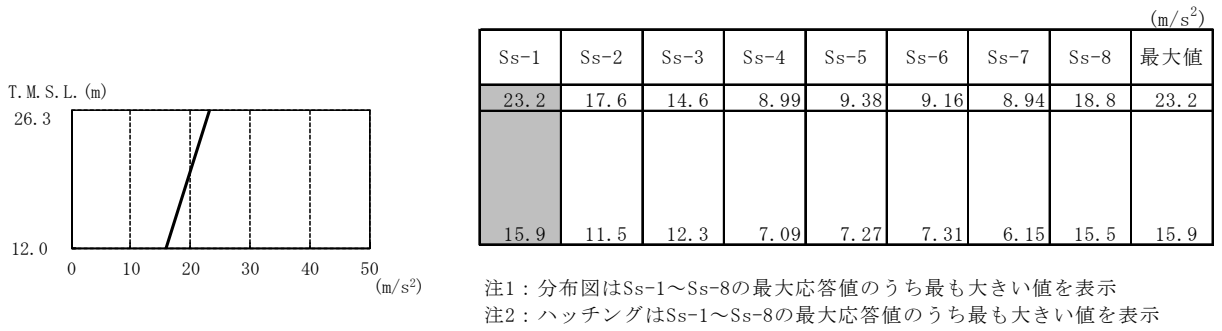 T.M.S.L.(m)
26.3
12.0
0 10 20 30 40 50
(m/s²)
(m/s²)
Ss-1 Ss-2 Ss-3 Ss-4 Ss-5 Ss-6 Ss-7 Ss-8 最大値
23.2 17.6 14.6 8.99 9.38 9.16 8.94 18.8 23.2
15.9 11.5 12.3 7.09 7.27 7.31 6.15 15.5 15.9
注1：分布図はSs-1～Ss-8の最大応答値のうち最も大きい値を表示
注2：ハッチングはSs-1～Ss-8の最大応答値のうち最も大きい値を表示